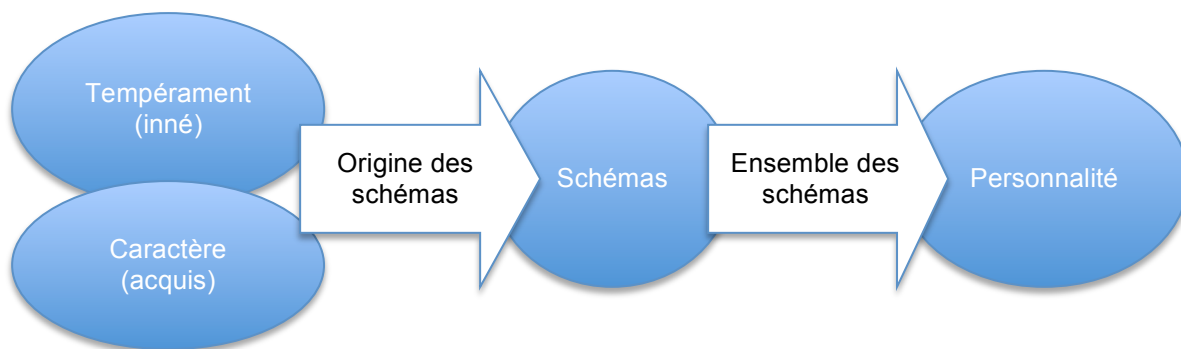 Tempérament
(inné)
Caractère
(acquis)
Origine des
schémas
Schémas
Ensemble des
schémas
Personnalité